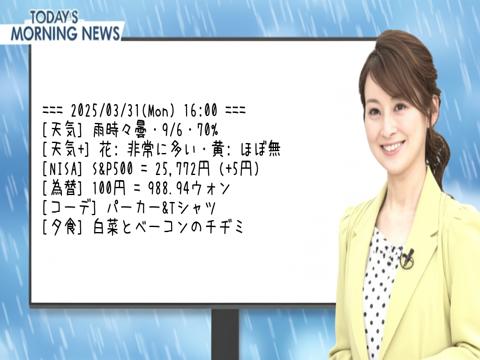 TODAY'S
MORNING NEWS
=== 2025/03/31(Mon) 16:00 ===
[天気] 雨時々曇・9/6・70%
[天気+] 花: 非常に多い・黄: ほぼ無
[NISA] S&P500 = 25,772円 (+5円)
[為替] 100円 = 988.94ウォン
[コーデ] パーカー&Tシャツ
[夕食] 白菜とベーコンのチヂミ